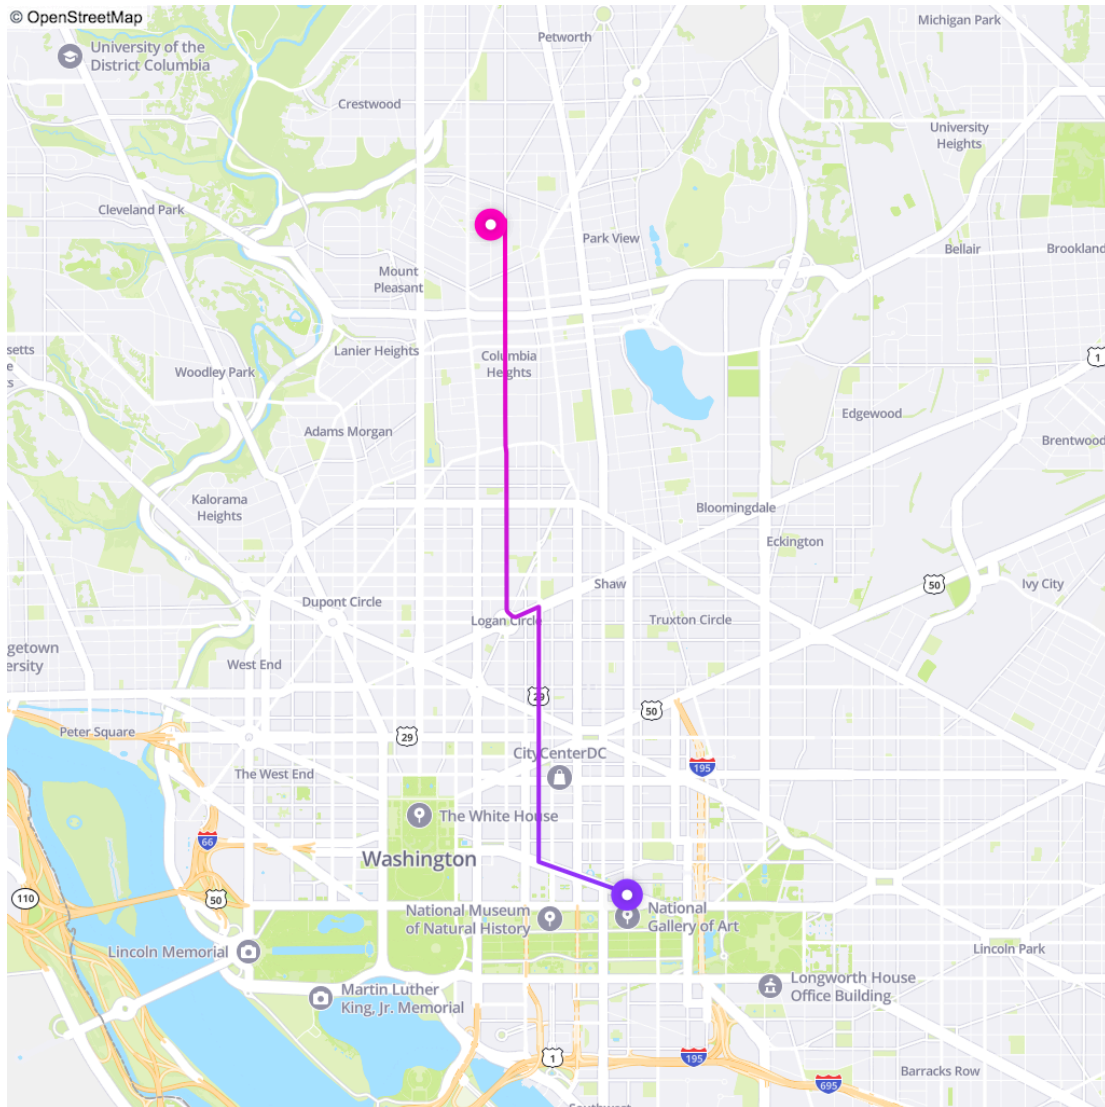 © OpenStreetMap
Michigan Park
Petworth
University of the
District Columbia
Crestwood
University
Heights
Cleveland Park
Park View
Bellair
Brookland
Mount
Pleasant
setts
e
s
Lanier Heights
Columbia
Heights
1
Woodley Park
Edgewood
Adams Morgan
Brentwood
Kalorama
Heights
Bloomingdale
Eckington
Shaw
50
Ivy City
Dupont Circle
Logan Circle
Truxton Circle
getown
ersity
West End
29
50
Peter Square
29
CityCenterDC
195
The West End
The White House
66
Washington
110
50
National Museum
of Natural History
National
Gallery of Art
Lincoln Memorial
Lincoln Park
Martin Luther
King, Jr. Memorial
Longworth House
Office Building
1
195
695
Barracks Row
Southwest